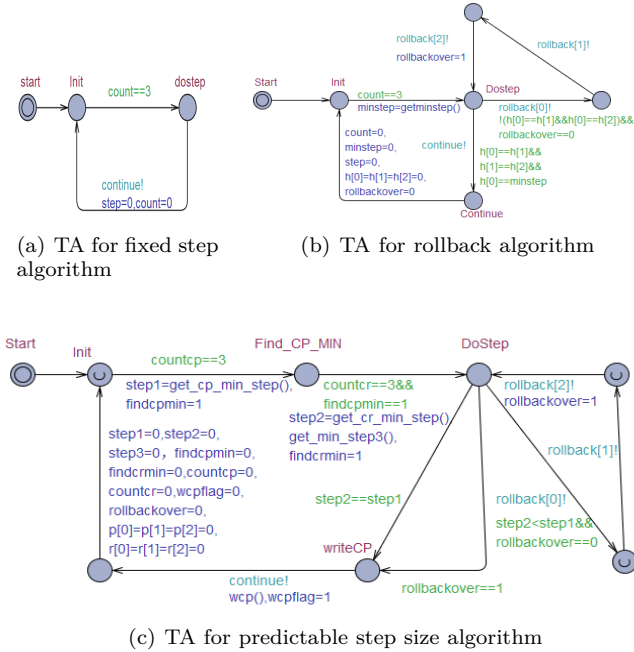 start
Init
count==3
dostep
continue!
step=0,count=0
(a) TA for fixed step
algorithm
rollback[2]!
rollbackover=1
rollback[1]!
Start
Init
count==3
minstep=getminstep()
Dostep
rollback[0]!
!(h[0]==h[1]&&h[0]==h[2])&&
rollbackover==0
count=0,
minstep=0,
step=0,
h[0]=h[1]=h[2]=0,
rollbackover=0
continue!
h[0]==h[1]&&
h[1]==h[2]&&
h[0]==minstep
Continue
(b) TA for rollback algorithm
Start
Init
countcp==3
step1=get_cp_min_step(),
findcpmin=1
Find_CP_MIN
countcr==3&&
findcpmin==1
step2=get_cr_min_step(),
get_min_step3(),
findcrmin=1
DoStep
rollback[2]!
rollbackover=1
rollback[1]!
rollback[0]!
step2<step1&&
rollbackover==0
step1=0,step2=0,
step3=0, findcpmin=0,
findcrmin=0,countcp=0,
countcr=0,wcpflag=0,
rollbackover=0,
p[0]=p[1]=p[2]=0,
r[0]=r[1]=r[2]=0
step2==step1
writeCP
continue!
wcp(),wcpflag=1
rollbackover==1
(c) TA for predictable step size algorithm